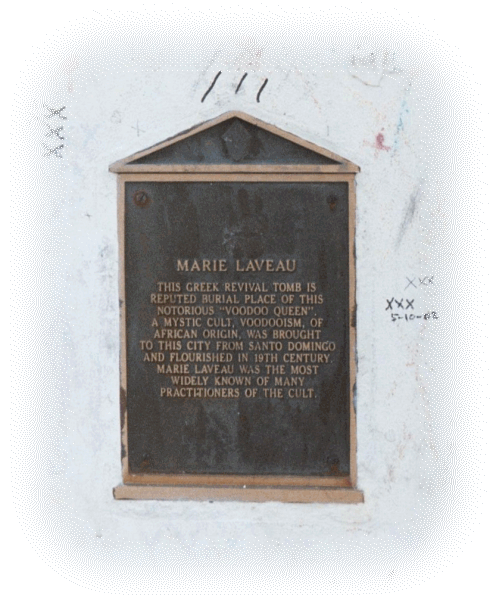 XXX
XXX
MARIE LAVEAU
THIS GREEK REVIVAL TOMB IS
REPUTED BURIAL PLACE OF THIS
NOTORIOUS "VOODOO QUEEN".
A MYSTIC CULT, VOODOOISM, OF
AFRICAN ORIGIN, WAS BROUGHT
TO THIS CITY FROM SANTO DOMINGO
AND FLOURISHED IN 19TH CENTURY.
MARIE LAVEAU WAS THE MOST
WIDELY KNOWN OF MANY
PRACTITIONERS OF THE CULT.
XXX
XXX